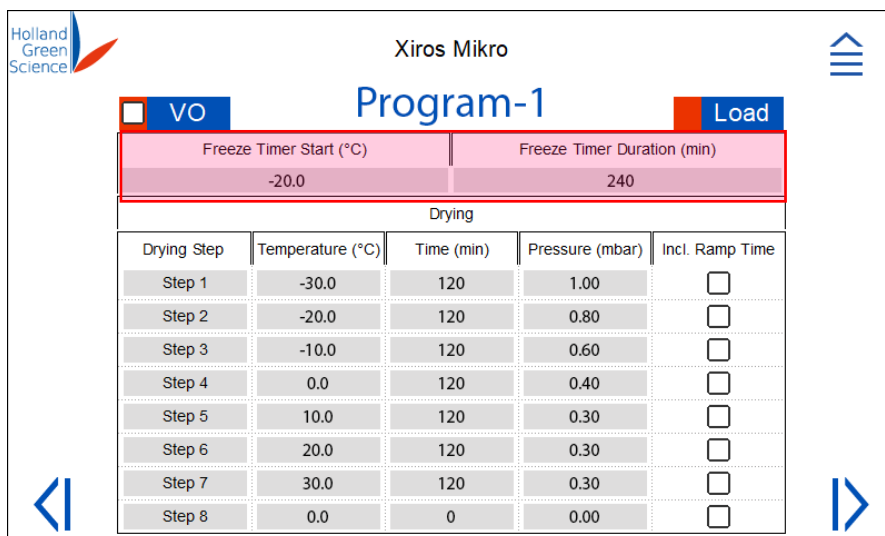 Holland
Green
Science
Xiros Mikro
Program-1
VO
Load
Freeze Timer Start (°C) Freeze Timer Duration (min)
-20.0 240
Drying
Drying Step Temperature (°C) Time (min) Pressure (mbar) Incl. Ramp Time
Step 1 -30.0 120 1.00
Step 2 -20.0 120 0.80
Step 3 -10.0 120 0.60
Step 4 0.0 120 0.40
Step 5 10.0 120 0.30
Step 6 20.0 120 0.30
Step 7 30.0 120 0.30
Step 8 0.0 0 0.00